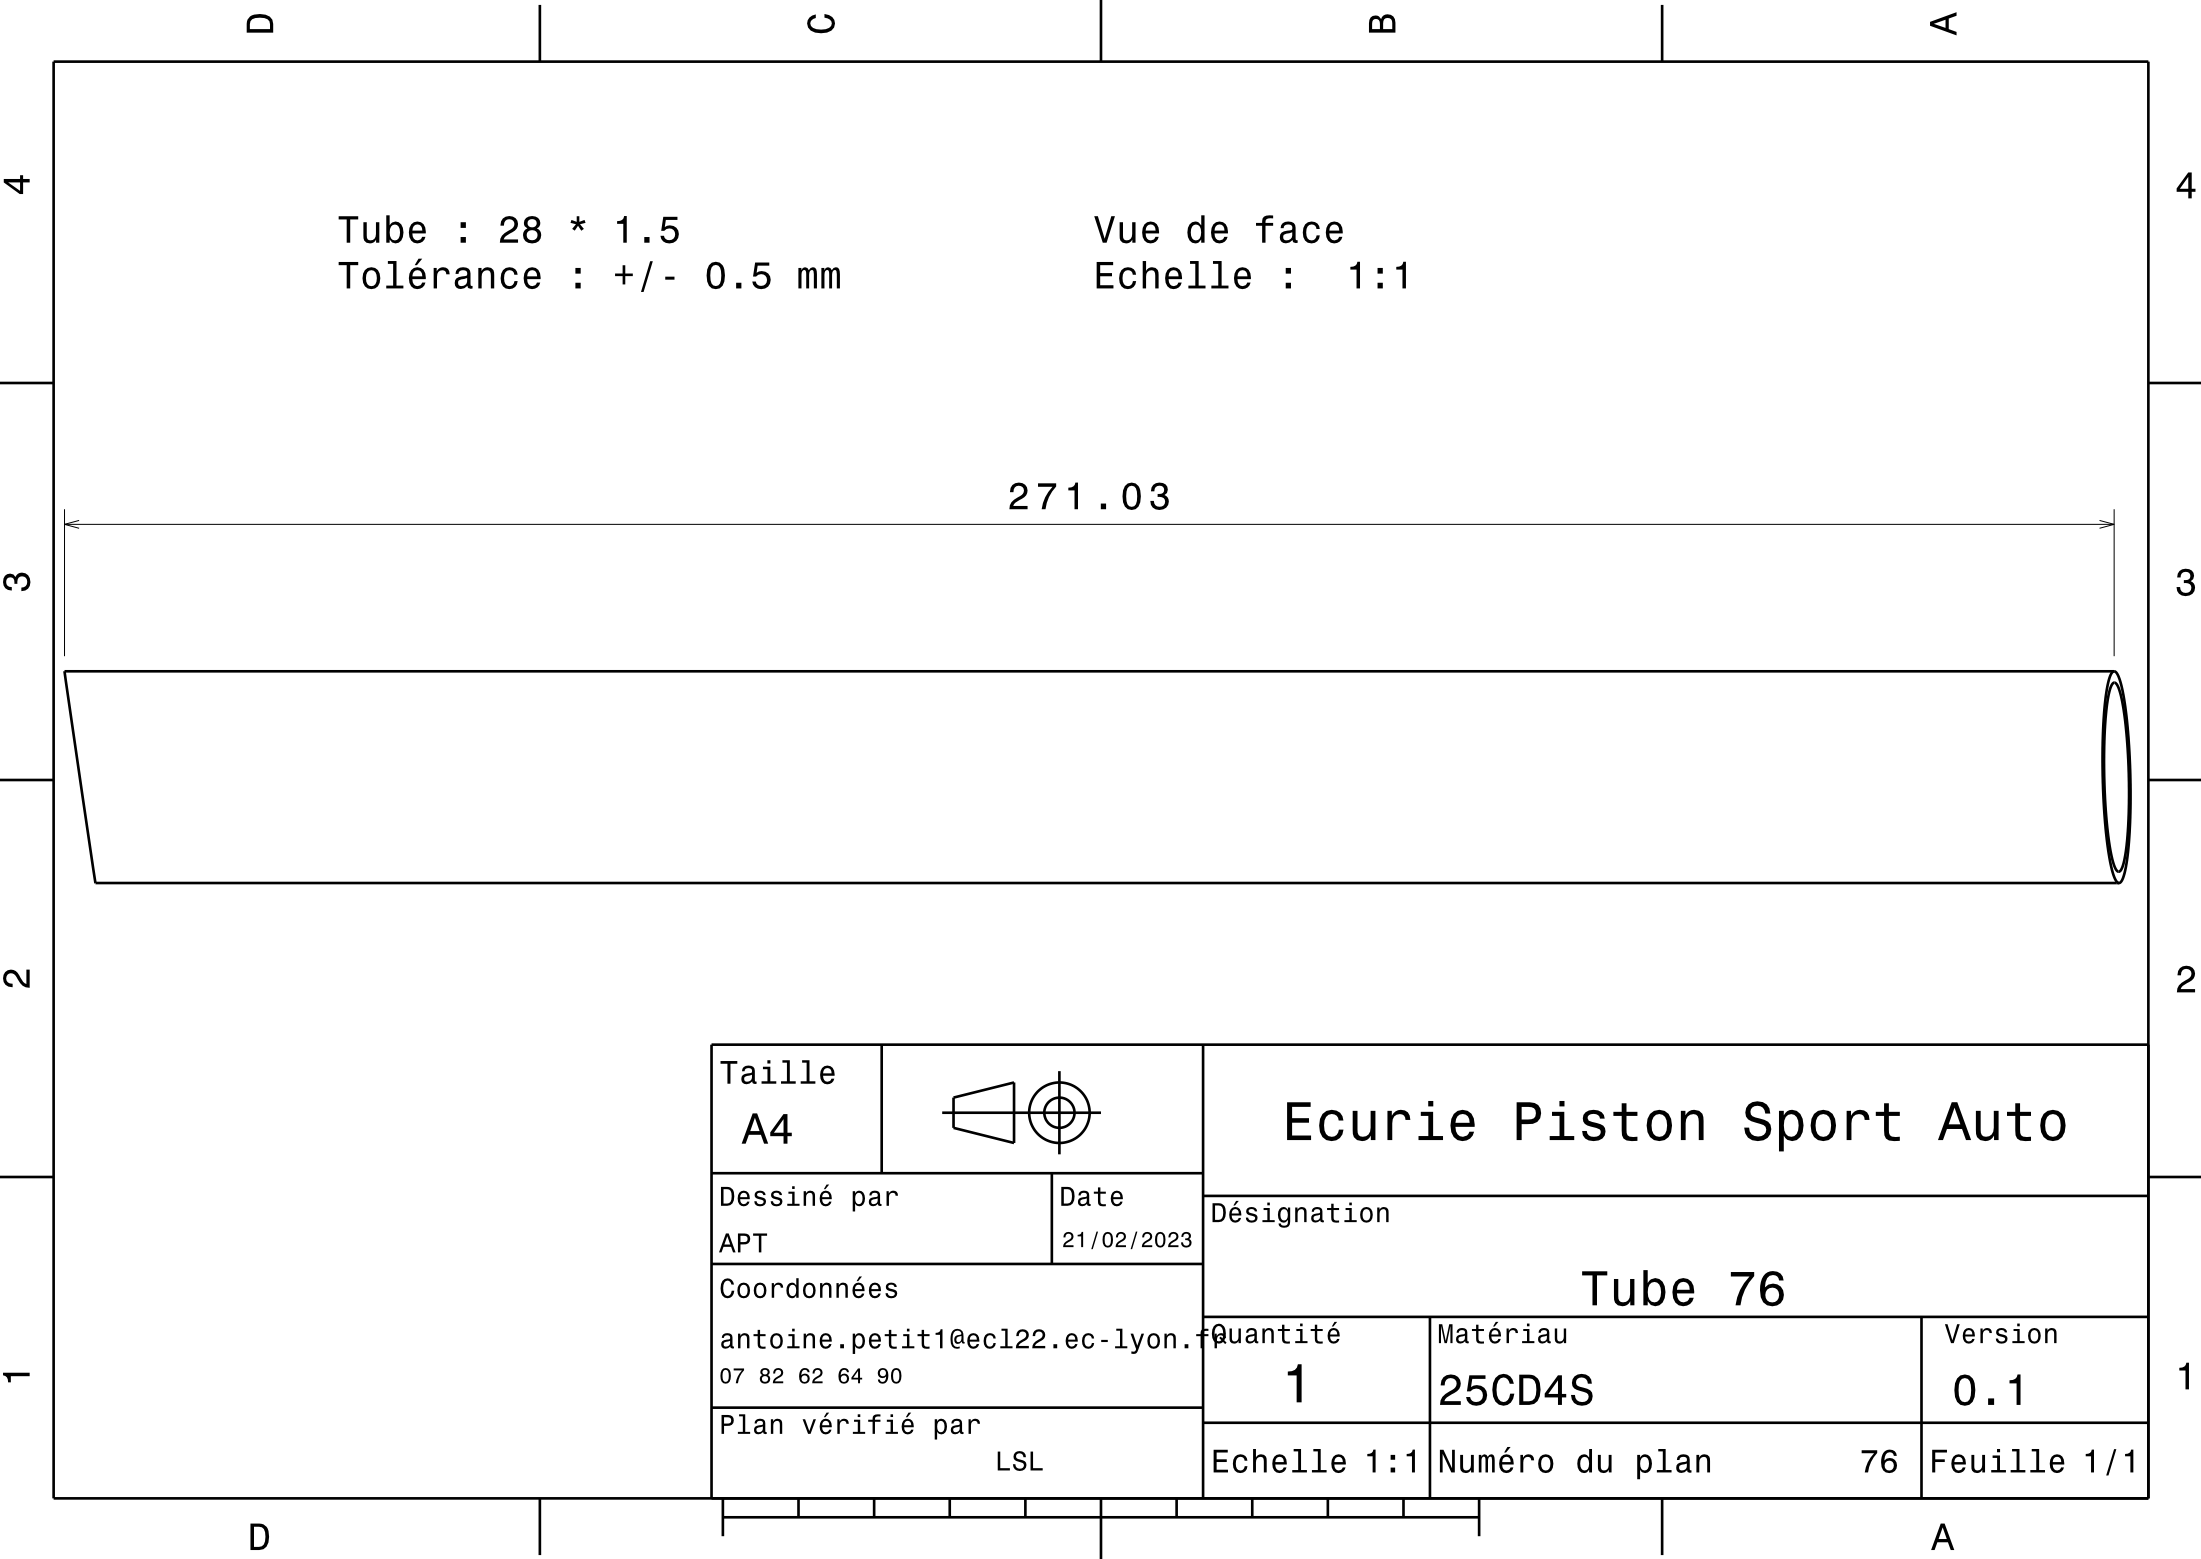 D C B A
4 4
Tube : 28 * 1.5
Tolérance : +/- 0.5 mm
Vue de face
Echelle : 1:1
271.03
3 3
2 2
Taille
A4
Ecurie Piston Sport Auto
Dessiné par
APT
Date
21/02/2023
Désignation
Tube 76
Coordonnées
antoine.petit1@ecl22.ec-lyon.fr
07 82 62 64 90
Quantité
1
Matériau
25CD4S
Version
0.1
Plan vérifié par
LSL
Echelle 1:1
Numéro du plan 76
Feuille 1/1
1 1
D A